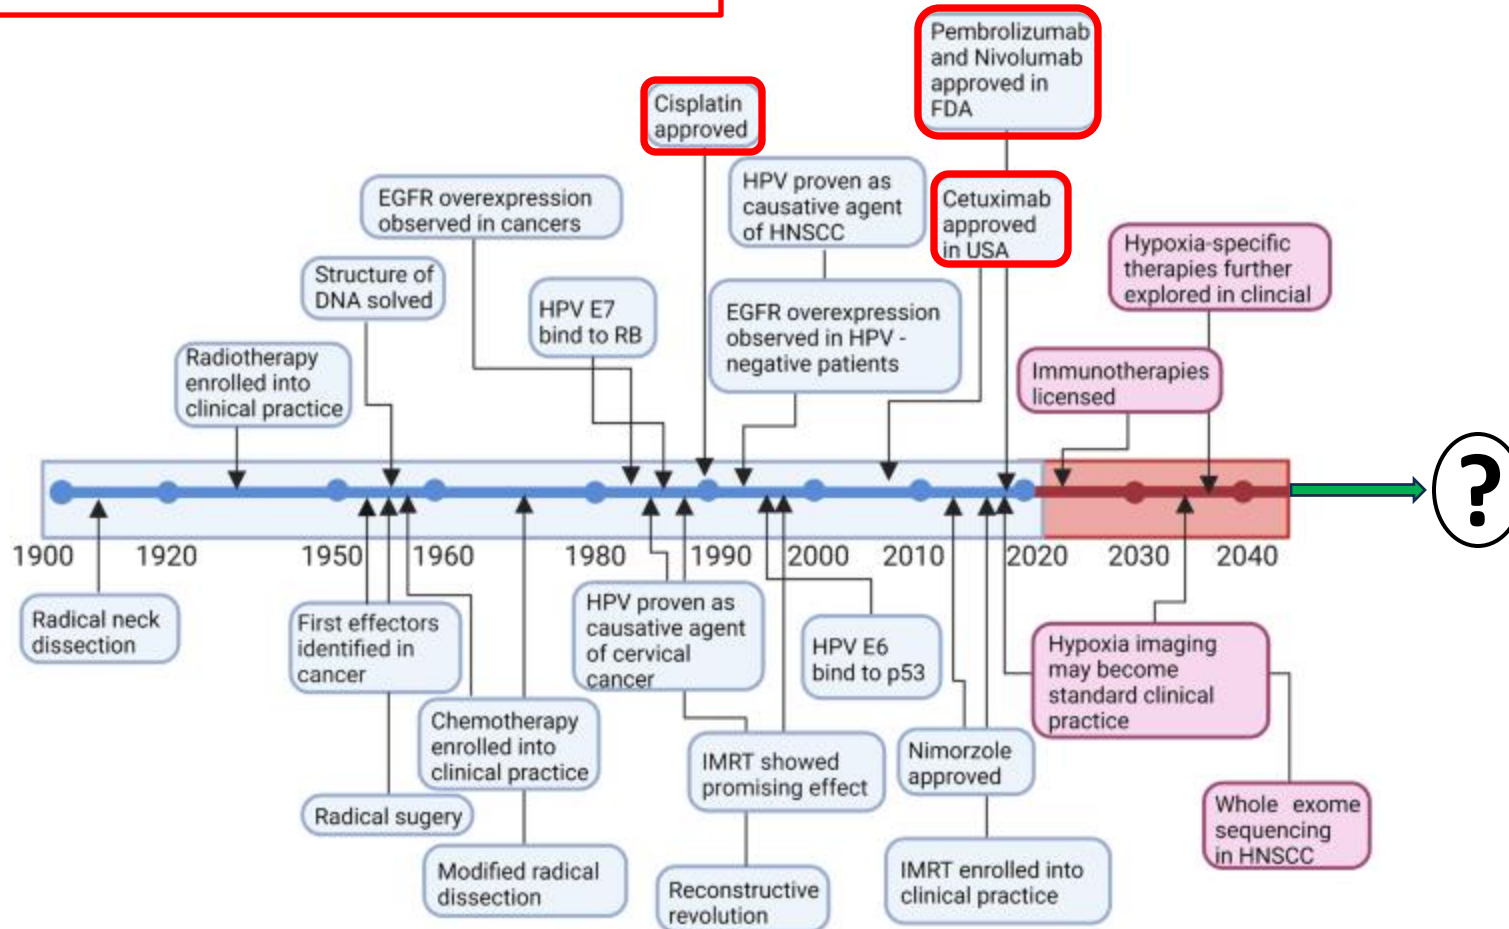 Pembrolizumab
and Nivolumab
approved in
FDA
Cisplatin
approved
HPV proven as
causative agent
of HNSCC
Cetuximab
approved
in USA
EGFR overexpression
observed in cancers
Hypoxia-specific
therapies further
explored in clincial
Structure of
DNA solved
HPV E7
bind to RB
EGFR overexpression
observed in HPV -
negative patients
Radiotherapy
enrolled into
clinical practice
Immunotherapies
licensed
?
1900 1920 1950 1960 1980 1990 2000 2010 2020 2030 2040
Radical neck
dissection
First effectors
identified in
cancer
HPV proven as
causative agent
of cervical
cancer
HPV E6
bind to p53
Hypoxia imaging
may become
standard clinical
practice
Chemotherapy
enrolled into
clinical practice
IMRT showed
promising effect
Nimorzole
approved
Radical sugery
Whole exome
sequencing
in HNSCC
Modified radical
dissection
Reconstructive
revolution
IMRT enrolled into
clinical practice